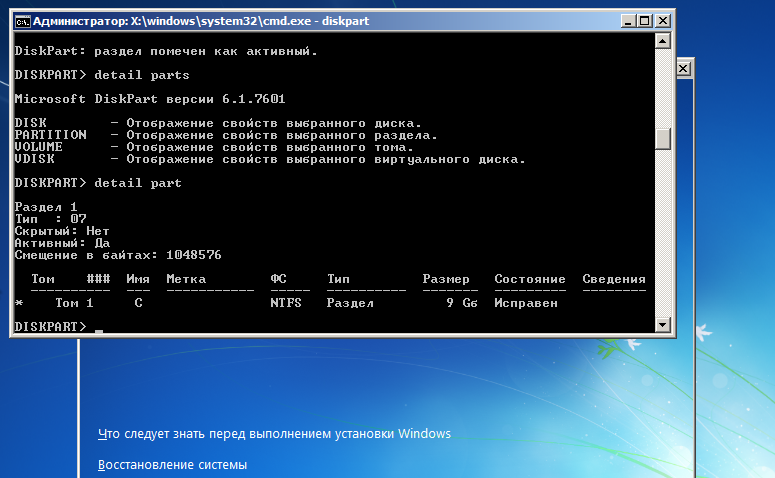 Администратор: X:\windows\system32\cmd.exe - diskpart
DiskPart: раздел помечен как активный.
DISKPART> detail parts
Microsoft DiskPart версии 6.1.7601
DISK - Отображение свойств выбранного диска.
PARTITION - Отображение свойств выбранного раздела.
VOLUME - Отображение свойств выбранного тома.
VDISK - Отображение свойств выбранного виртуального диска.
DISKPART> detail part
Раздел 1
Тип : 07
Скрытый: Нет
Активный: Да
Смещение в байтах: 1048576
Том ### Имя Метка ФС Тип Размер Состояние Сведения
---------- --- ----------- ----- ---------- ------- --------- --------
* Том 1 C NTFS Раздел 9 Gб Исправен
DISKPART> _
Что следует знать перед выполнением установки Windows
Восстановление системы